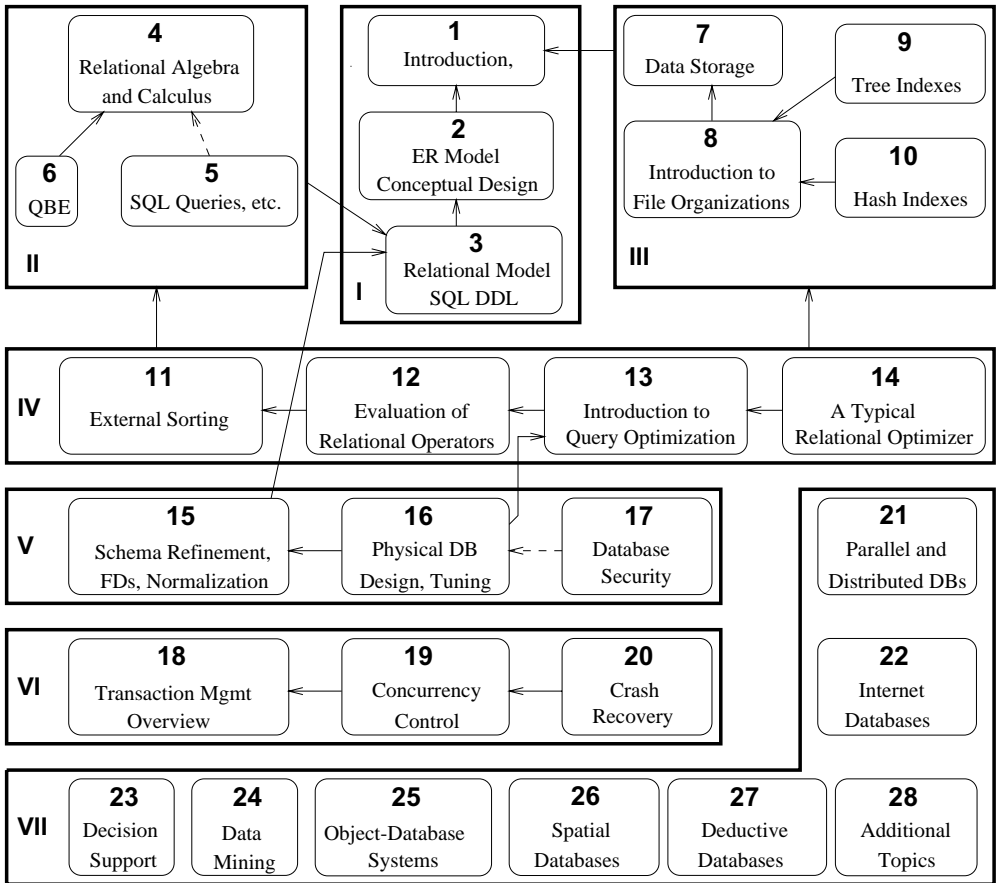 4
Relational Algebra
and Calculus
6
QBE
5
SQL Queries, etc.
II
1
Introduction,
2
ER Model
Conceptual Design
3
Relational Model
SQL DDL
I
7
Data Storage
9
Tree Indexes
8
Introduction to
File Organizations
10
Hash Indexes
III
IV
11
External Sorting
12
Evaluation of
Relational Operators
13
Introduction to
Query Optimization
14
A Typical
Relational Optimizer
V
15
Schema Refinement,
FDs, Normalization
16
Physical DB
Design, Tuning
17
Database
Security
21
Parallel and
Distributed DBs
VI
18
Transaction Mgmt
Overview
19
Concurrency
Control
20
Crash
Recovery
22
Internet
Databases
VII
23
Decision
Support
24
Data
Mining
25
Object-Database
Systems
26
Spatial
Databases
27
Deductive
Databases
28
Additional
Topics